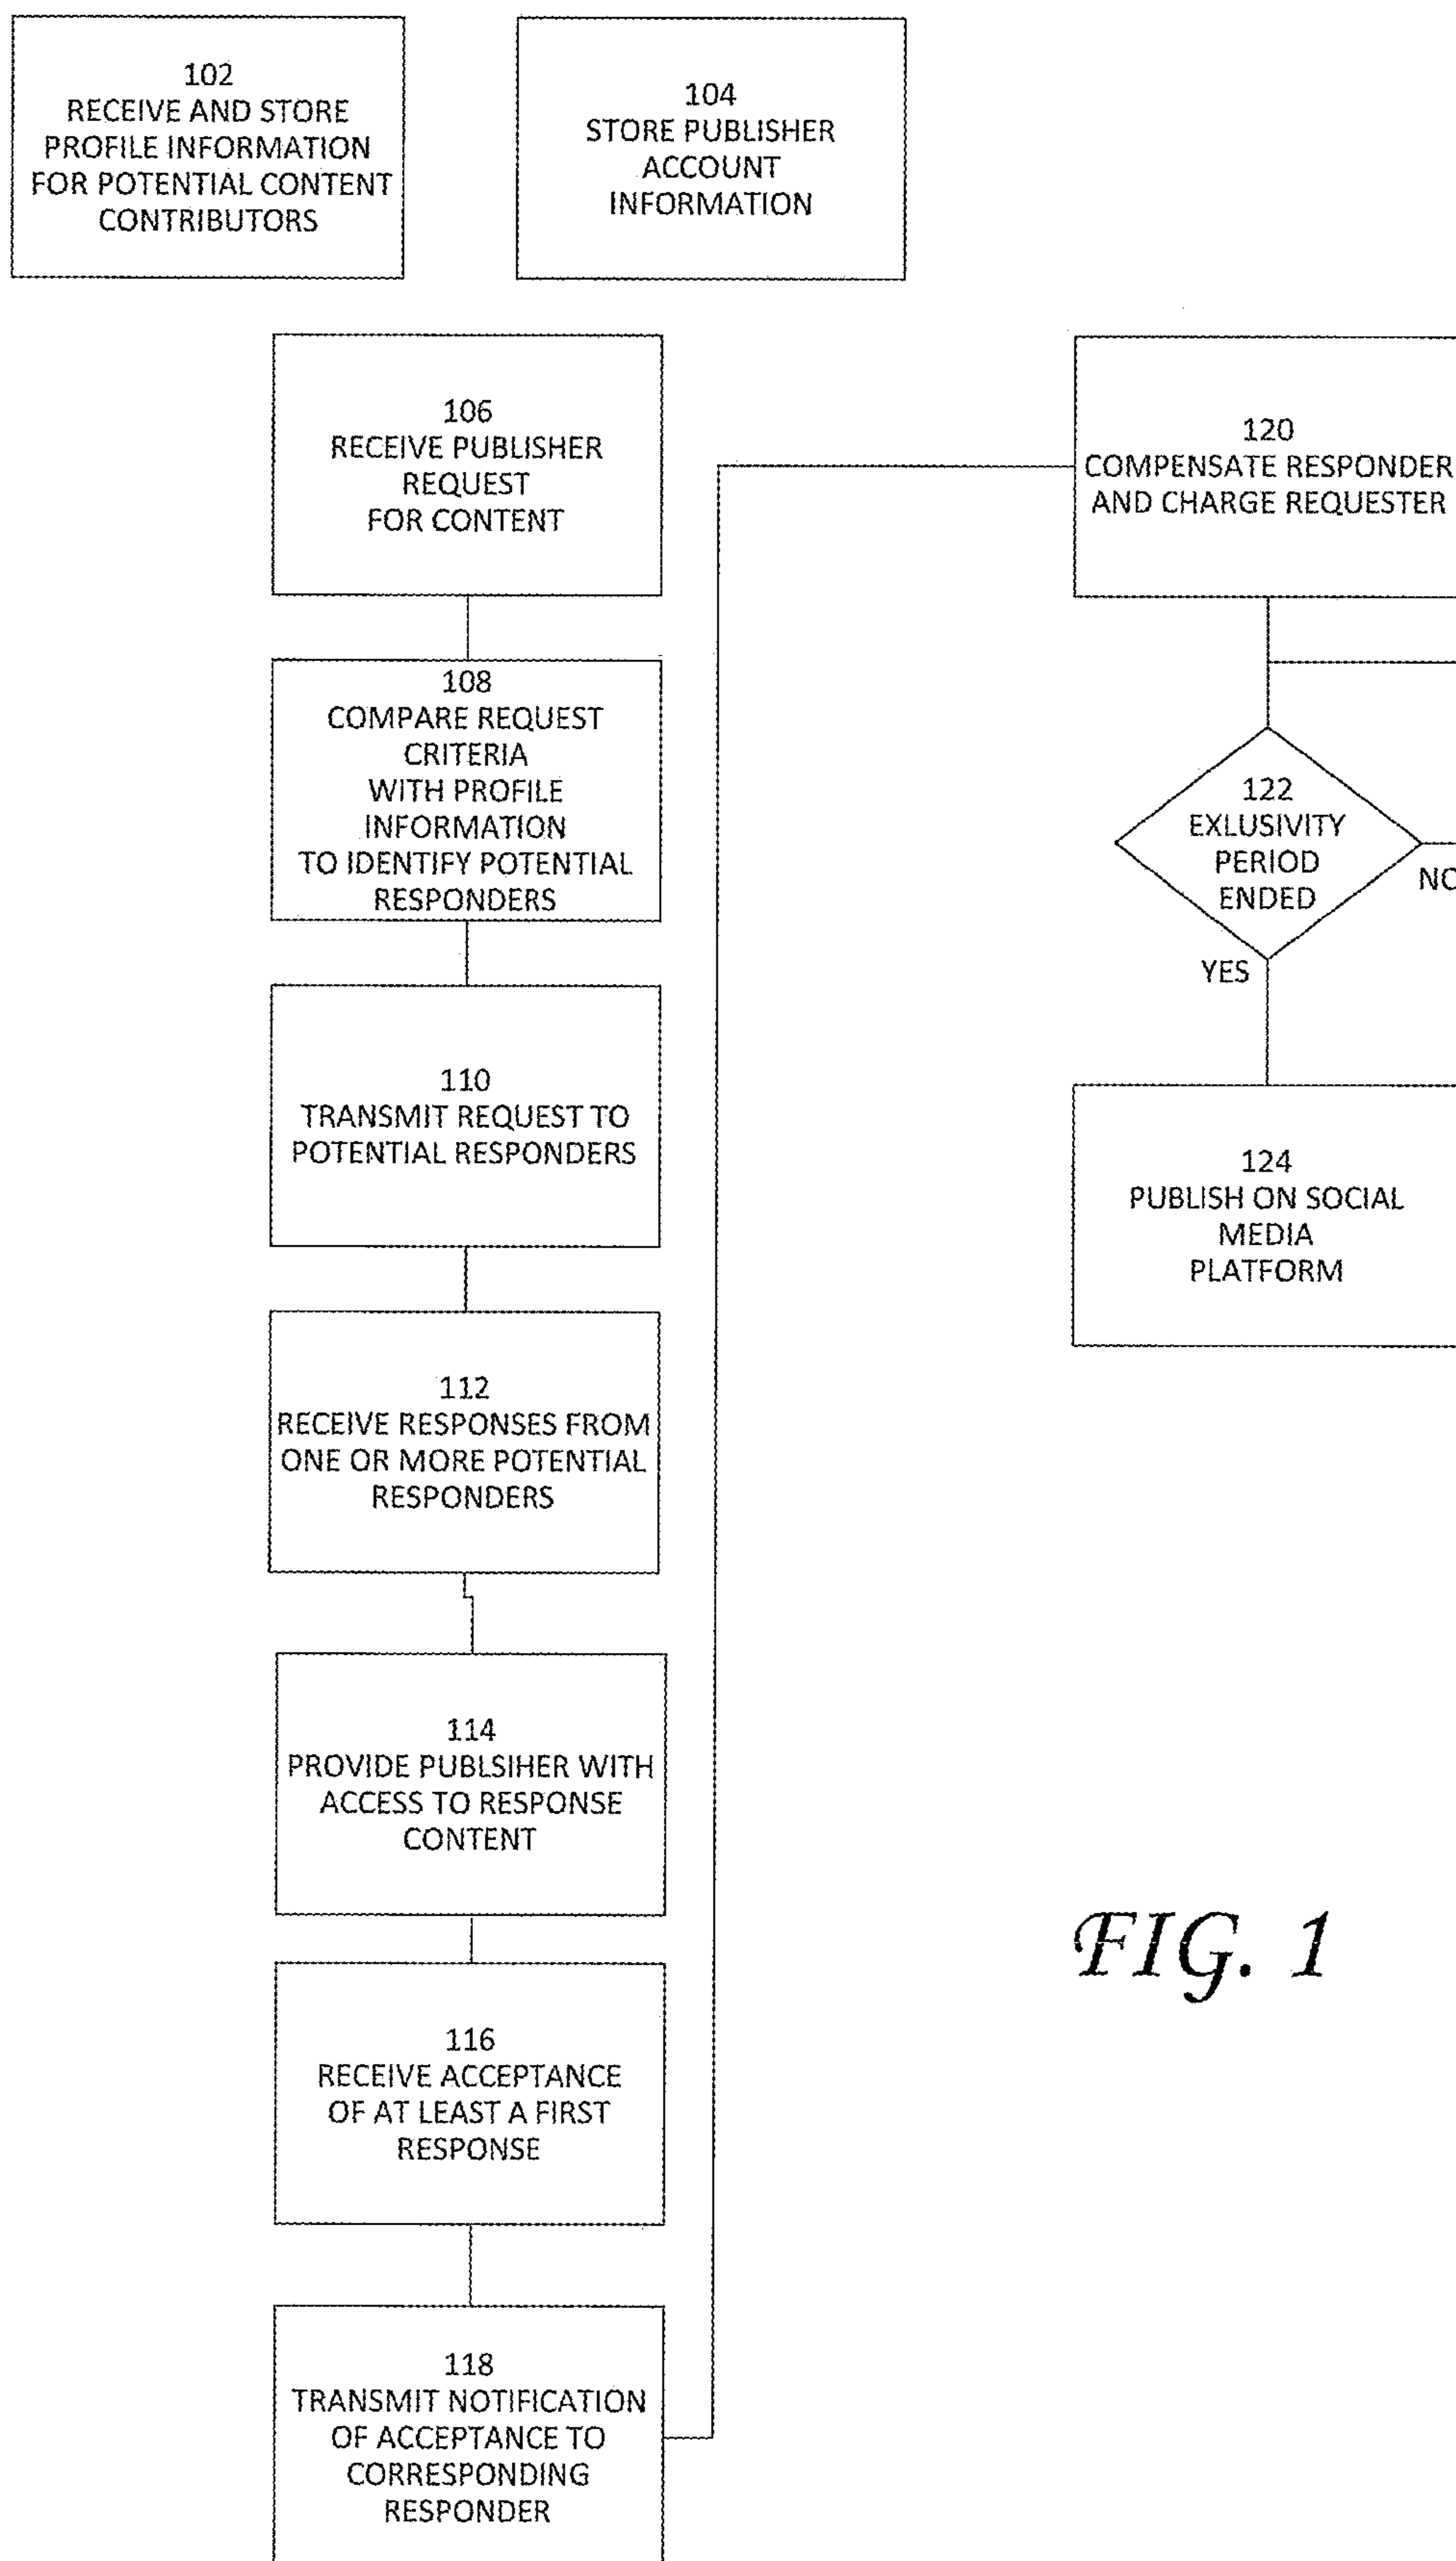 102
RECEIVE AND STORE
PROFILE INFORMATION
FOR POTENTIAL CONTENT
CONTRIBUTORS
104
STORE PUBLISHER
ACCOUNT
INFORMATION
106
RECEIVE PUBLISHER
REQUEST
FOR CONTENT
108
COMPARE REQUEST
CRITERIA
WITH PROFILE
INFORMATION
TO IDENTIFY POTENTIAL
RESPONDERS
110
TRANSMIT REQUEST TO
POTENTIAL RESPONDERS
112
RECEIVE RESPONSES FROM
ONE OR MORE POTENTIAL
RESPONDERS
114
PROVIDE PUBLSIHER WITH
ACCESS TO RESPONSE
CONTENT
116
RECEIVE ACCEPTANCE
OF AT LEAST A FIRST
RESPONSE
118
TRANSMIT NOTIFICATION
OF ACCEPTANCE TO
CORRESPONDING
RESPONDER
120
COMPENSATE RESPONDER
AND CHARGE REQUESTER
122
EXLUSIVITY
PERIOD
ENDED
NO
YES
124
PUBLISH ON SOCIAL
MEDIA
PLATFORM
FIG. 1